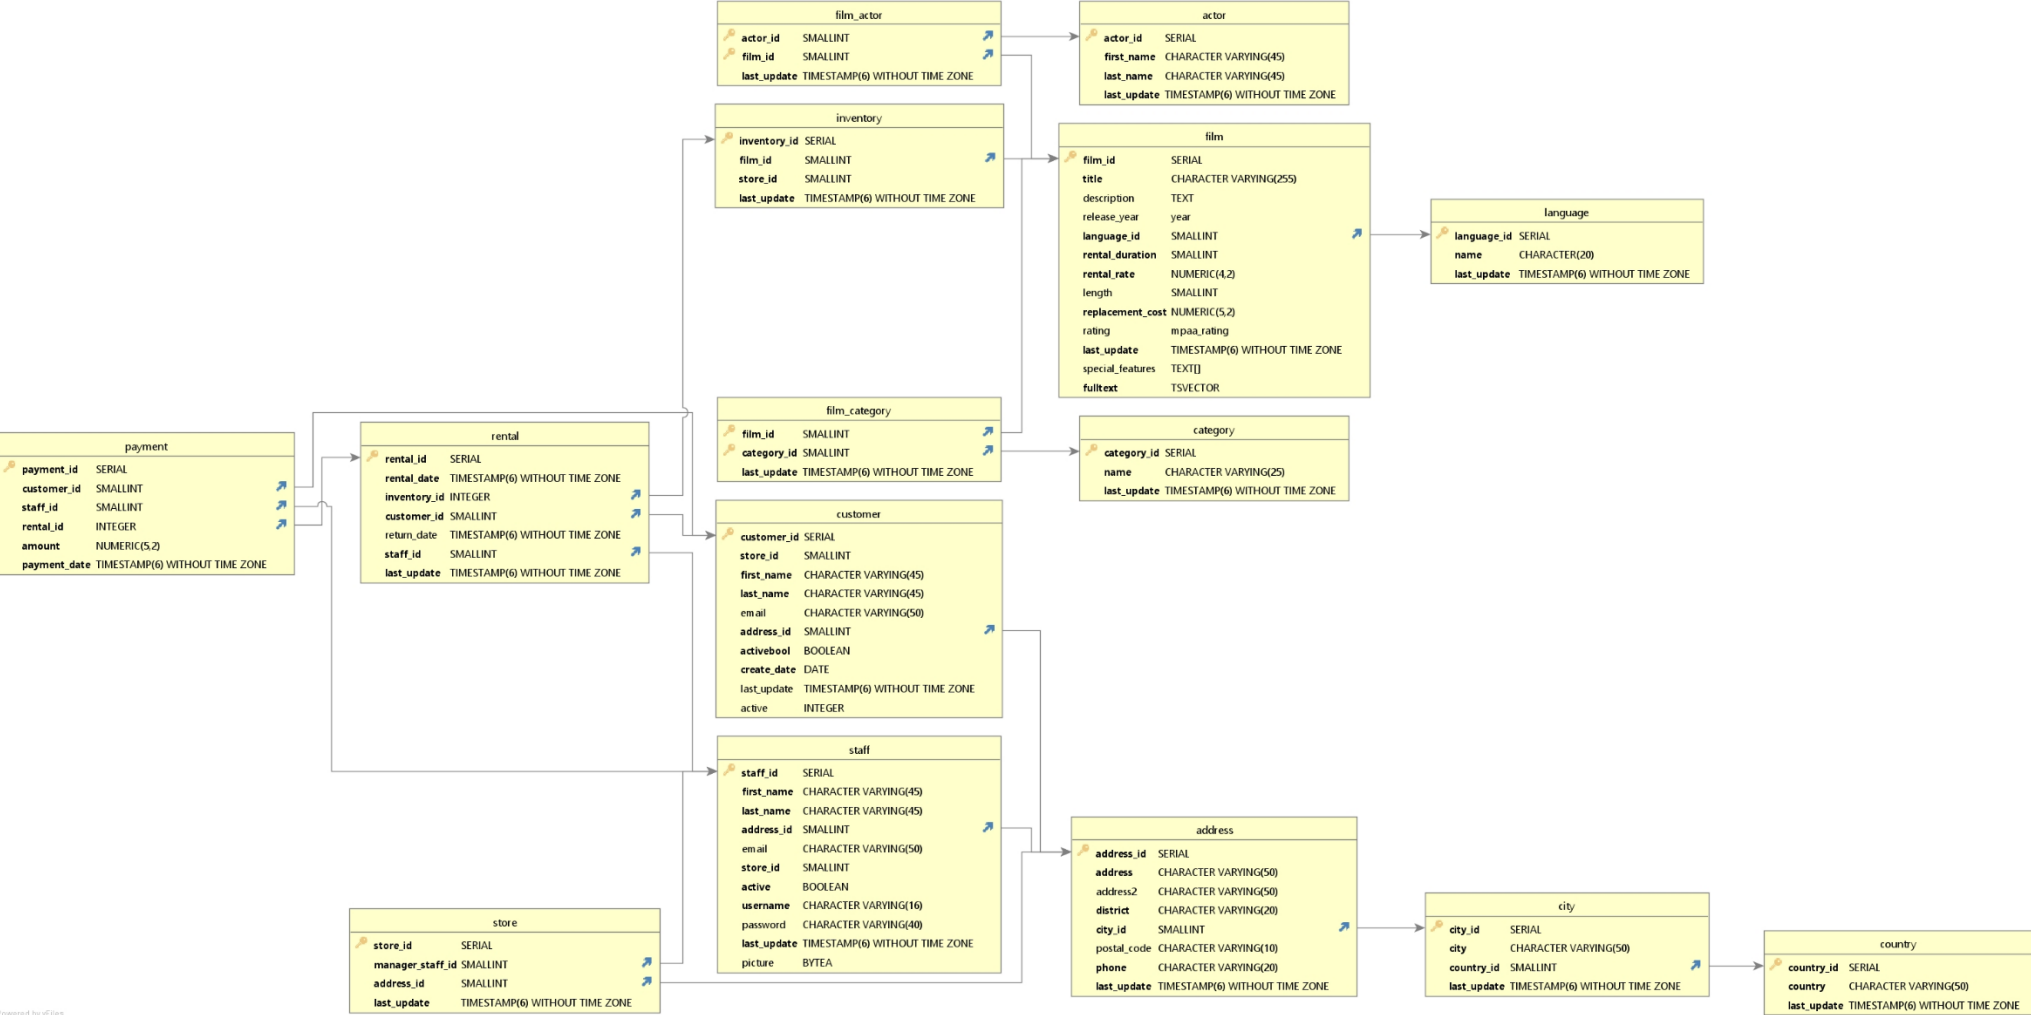 film_actor
actor_id SMALLINT
film_id SMALLINT
last_update TIMESTAMP(6) WITHOUT TIME ZONE
actor
actor_id SERIAL
first_name CHARACTER VARYING(45)
last_name CHARACTER VARYING(45)
last_update TIMESTAMP(6) WITHOUT TIME ZONE
inventory
inventory_id SERIAL
film_id SMALLINT
store_id SMALLINT
last_update TIMESTAMP(6) WITHOUT TIME ZONE
film
film_id SERIAL
title CHARACTER VARYING(255)
description TEXT
release_year year
language_id SMALLINT
rental_duration SMALLINT
rental_rate NUMERIC(4,2)
length SMALLINT
replacement_cost NUMERIC(5,2)
rating mpaa_rating
last_update TIMESTAMP(6) WITHOUT TIME ZONE
special_features TEXT[]
fulltext TSVECTOR
language
language_id SERIAL
name CHARACTER(20)
last_update TIMESTAMP(6) WITHOUT TIME ZONE
film_category
film_id SMALLINT
category_id SMALLINT
last_update TIMESTAMP(6) WITHOUT TIME ZONE
category
category_id SERIAL
name CHARACTER VARYING(25)
last_update TIMESTAMP(6) WITHOUT TIME ZONE
payment
payment_id SERIAL
customer_id SMALLINT
staff_id SMALLINT
rental_id INTEGER
amount NUMERIC(5,2)
payment_date TIMESTAMP(6) WITHOUT TIME ZONE
rental
rental_id SERIAL
rental_date TIMESTAMP(6) WITHOUT TIME ZONE
inventory_id INTEGER
customer_id SMALLINT
return_date TIMESTAMP(6) WITHOUT TIME ZONE
staff_id SMALLINT
last_update TIMESTAMP(6) WITHOUT TIME ZONE
customer
customer_id SERIAL
store_id SMALLINT
first_name CHARACTER VARYING(45)
last_name CHARACTER VARYING(45)
email CHARACTER VARYING(50)
address_id SMALLINT
activebool BOOLEAN
create_date DATE
last_update TIMESTAMP(6) WITHOUT TIME ZONE
active INTEGER
staff
staff_id SERIAL
first_name CHARACTER VARYING(45)
last_name CHARACTER VARYING(45)
address_id SMALLINT
email CHARACTER VARYING(50)
store_id SMALLINT
active BOOLEAN
username CHARACTER VARYING(16)
password CHARACTER VARYING(40)
last_update TIMESTAMP(6) WITHOUT TIME ZONE
picture BYTEA
store
store_id SERIAL
manager_staff_id SMALLINT
address_id SMALLINT
last_update TIMESTAMP(6) WITHOUT TIME ZONE
address
address_id SERIAL
address CHARACTER VARYING(50)
address2 CHARACTER VARYING(50)
district CHARACTER VARYING(20)
city_id SMALLINT
postal_code CHARACTER VARYING(10)
phone CHARACTER VARYING(20)
last_update TIMESTAMP(6) WITHOUT TIME ZONE
city
city_id SERIAL
city CHARACTER VARYING(50)
country_id SMALLINT
last_update TIMESTAMP(6) WITHOUT TIME ZONE
country
country_id SERIAL
country CHARACTER VARYING(50)
last_update TIMESTAMP(6) WITHOUT TIME ZONE